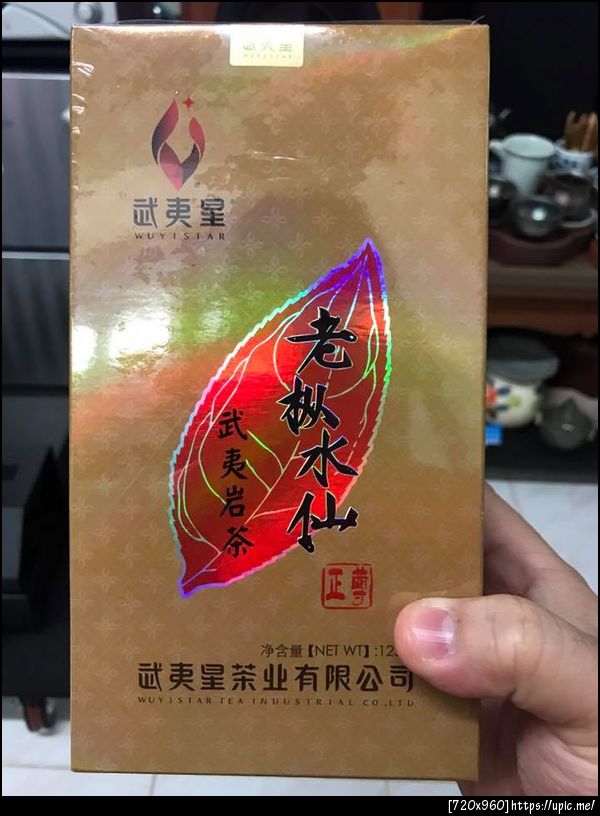 武夷星
WUYISTAR
武夷星
WUYISTAR
老枞水仙
武夷岩茶
正尊
净含量【NET WT】:12
武夷星茶业有限公司
WUYISTAR TEA INDUSTRIAL CO.,LTD.
[720x960]https://upic.me/